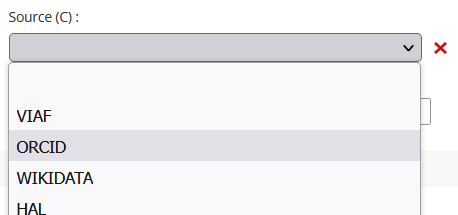 Source (C) :
VIAF
ORCID
WIKIDATA
HAL